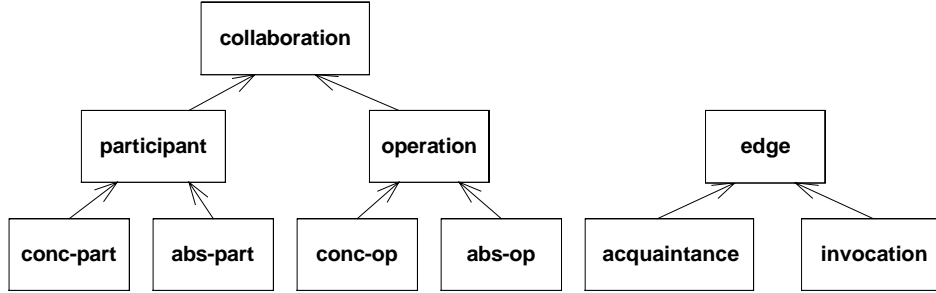 collaboration
participant
operation
edge
conc-part
abs-part
conc-op
abs-op
acquaintance
invocation